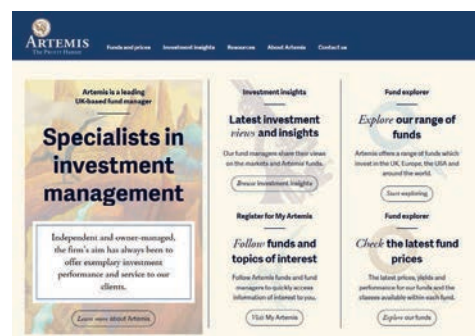 ARTEMIS
The PROFIT Hunter
Funds and prices
Investment insights
Resources
About Artemis
Contact us
Artemis is a leading
UK-based fund manager
Specialists in
investment
management
Independent and owner-managed,
the firm's aim has always been to
offer exemplary investment
performance and service to our
clients.
Learn more about Artemis
Investment insights
Latest investment
views and insights
Our fund managers share their views
on the markets and Artemis' funds.
Browse investment insights
Register for My Artemis
Follow funds and
topics of interest
Follow Artemis funds and fund
managers to quickly access
information of interest to you.
Visit My Artemis
Fund explorer
Explore our range of
funds
Artemis offers a range of funds which
invest in the UK, Europe, the USA and
around the world.
Start exploring
Fund explorer
Check the latest fund
prices
The latest prices, yields and
performance for our funds and the
classes available within each fund.
Explore our funds